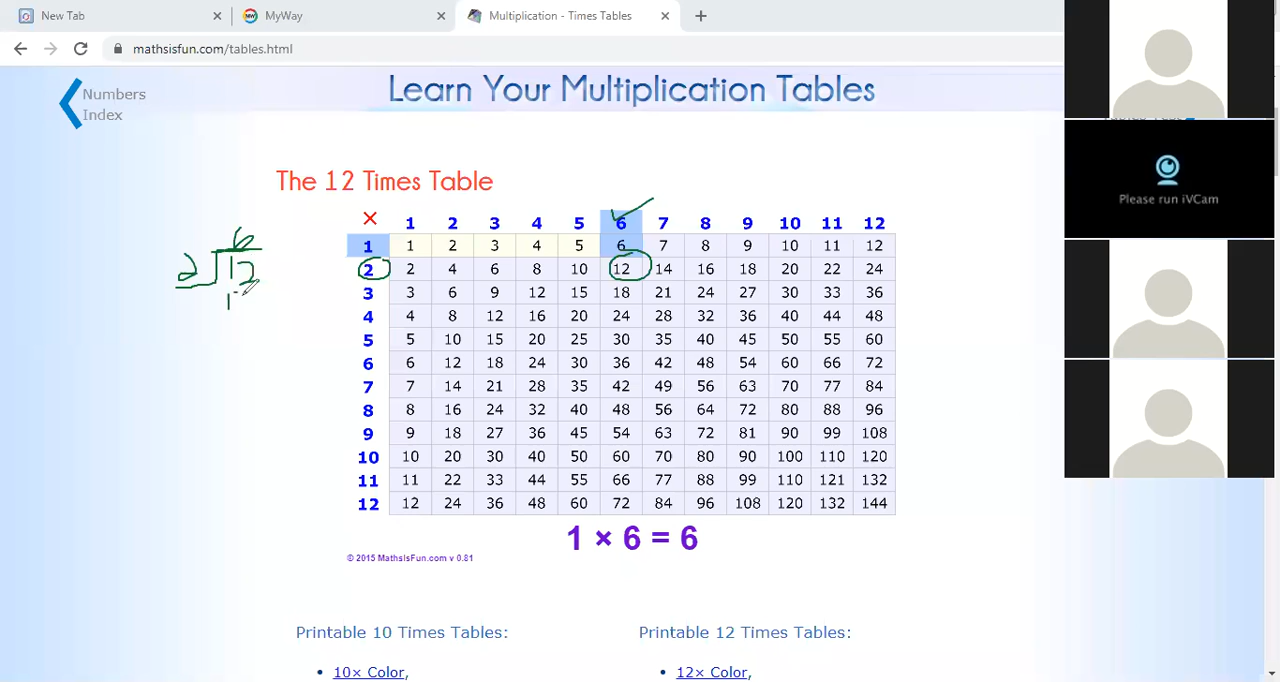 New Tab
MyWay
Multiplication - Times Tables
mathsisfun.com/tables.html
Numbers
Index
Learn Your Multiplication Tables
The 12 Times Table
× 1 2 3 4 5 6 7 8 9 10 11 12
1 1 2 3 4 5 6 7 8 9 10 11 12
2 2 4 6 8 10 12 14 16 18 20 22 24
3 3 6 9 12 15 18 21 24 27 30 33 36
4 4 8 12 16 20 24 28 32 36 40 44 48
5 5 10 15 20 25 30 35 40 45 50 55 60
6 6 12 18 24 30 36 42 48 54 60 66 72
7 7 14 21 28 35 42 49 56 63 70 77 84
8 8 16 24 32 40 48 56 64 72 80 88 96
9 9 18 27 36 45 54 63 72 81 90 99 108
10 10 20 30 40 50 60 70 80 90 100 110 120
11 11 22 33 44 55 66 77 88 99 110 121 132
12 12 24 36 48 60 72 84 96 108 120 132 144
6
2 12
1 × 6 = 6
© 2015 MathsIsFun.com v 0.81
Printable 10 Times Tables:
• 10× Color,
Printable 12 Times Tables:
• 12× Color,
Please run iVCam